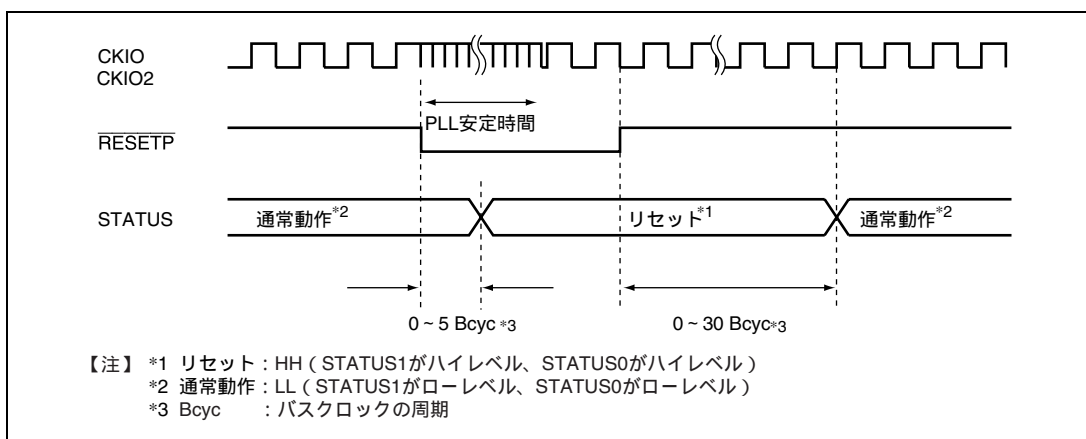 CKIO
CKIO2
PLL安定時間
RESETP
STATUS
通常動作*2
リセット*1
通常動作*2
0 ~ 5 Bcyc *3
0 ~ 30 Bcyc*3
【注】 *1 リセット : HH ( STATUS1がハイレベル、STATUS0がハイレベル )
*2 通常動作 : LL ( STATUS1がローレベル、STATUS0がローレベル )
*3 Bcyc : バスクロックの周期